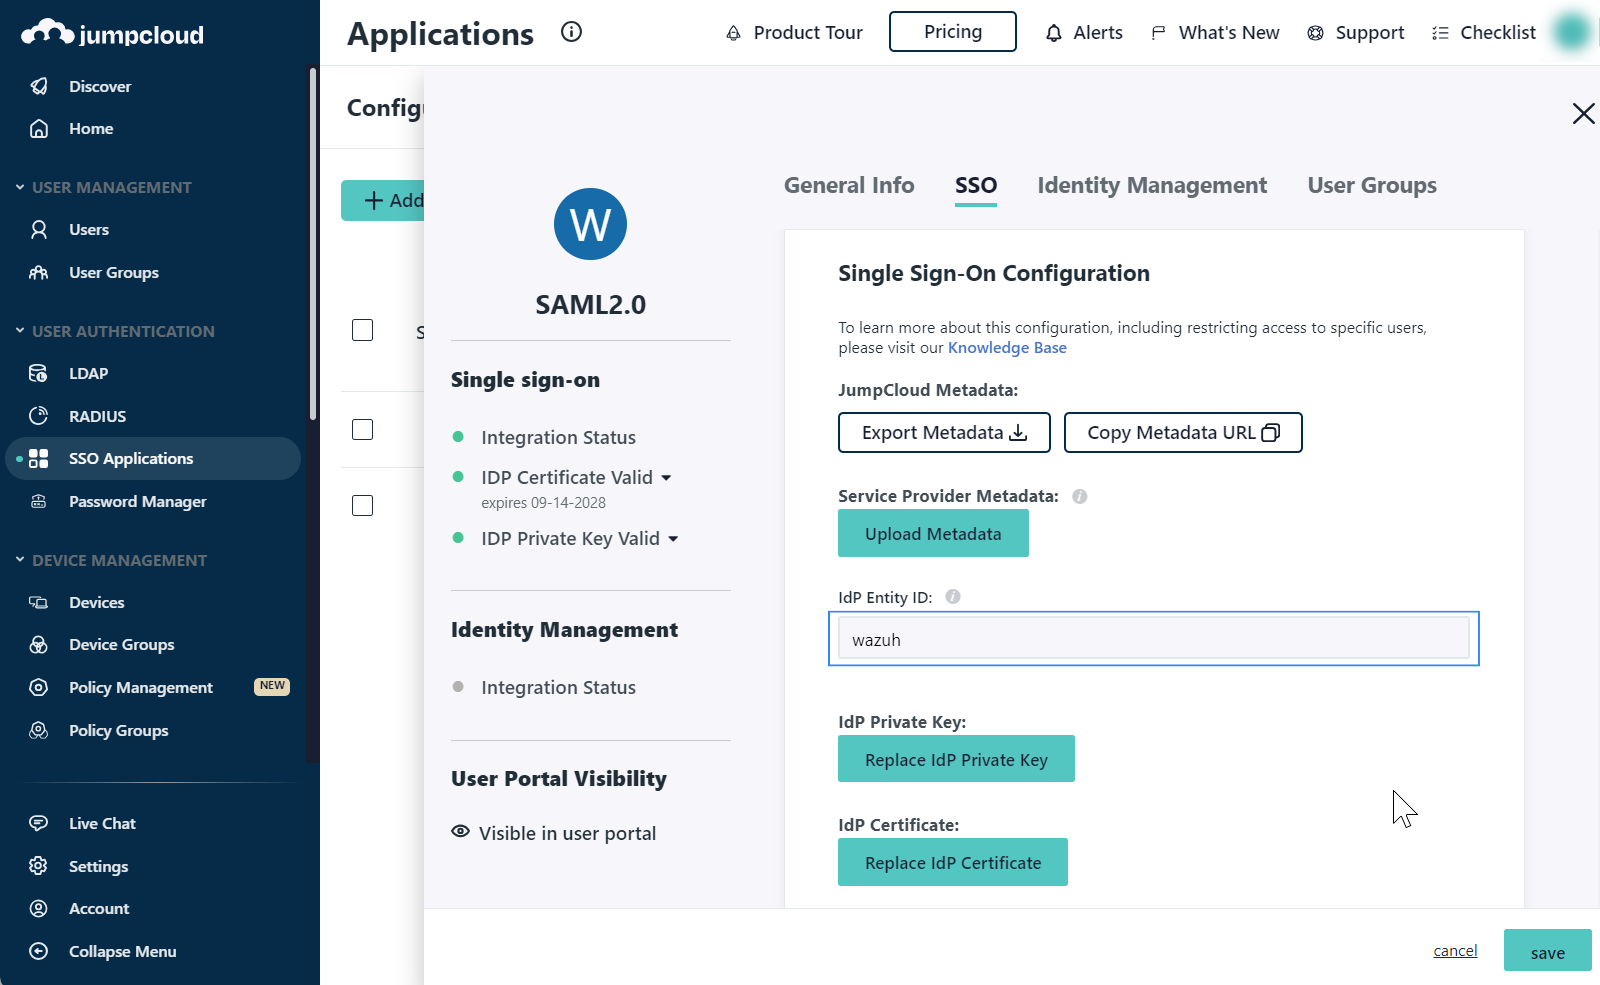 jumpcloud
Discover
Home
USER MANAGEMENT
Users
User Groups
USER AUTHENTICATION
LDAP
RADIUS
SSO Applications
Password Manager
DEVICE MANAGEMENT
Devices
Device Groups
Policy Management NEW
Policy Groups
Live Chat
Settings
Account
Collapse Menu
Applications
Product Tour
Pricing
Alerts
What's New
Support
Checklist
Config
Add
S
W
SAML2.0
Single sign-on
Integration Status
IDP Certificate Valid
expires 09-14-2028
IDP Private Key Valid
Identity Management
Integration Status
User Portal Visibility
Visible in user portal
General Info SSO Identity Management User Groups
Single Sign-On Configuration
To learn more about this configuration, including restricting access to specific users,
please visit our Knowledge Base
JumpCloud Metadata:
Export Metadata
Copy Metadata URL
Service Provider Metadata:
Upload Metadata
IdP Entity ID:
wazuh
IdP Private Key:
Replace IdP Private Key
IdP Certificate:
Replace IdP Certificate
cancel
save